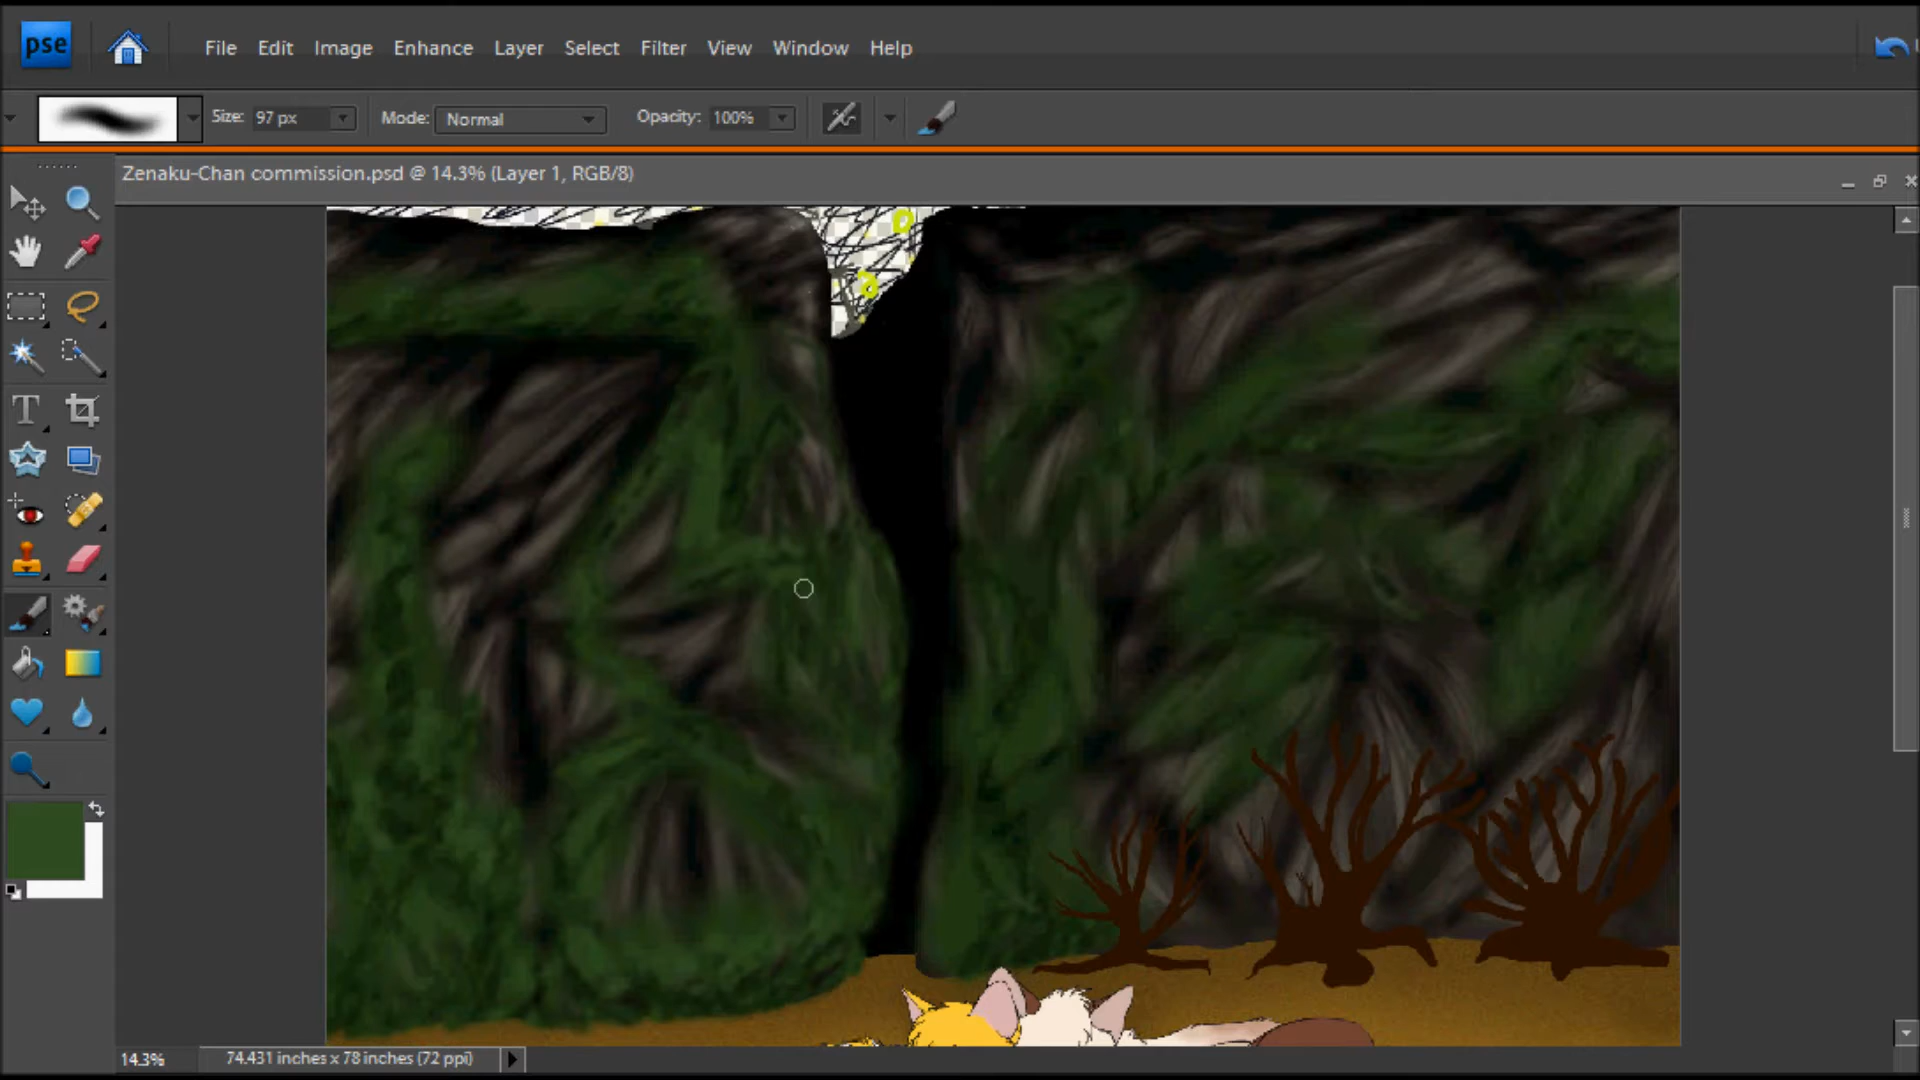 pse
File Edit Image Enhance Layer Select Filter View Window Help
Size: 97 px Mode: Normal Opacity: 100%
Zenaku-Chan commission.psd @ 14.3% (Layer 1, RGB/8)
T
14.3% 74.431 inches x 78 inches (72 ppi)